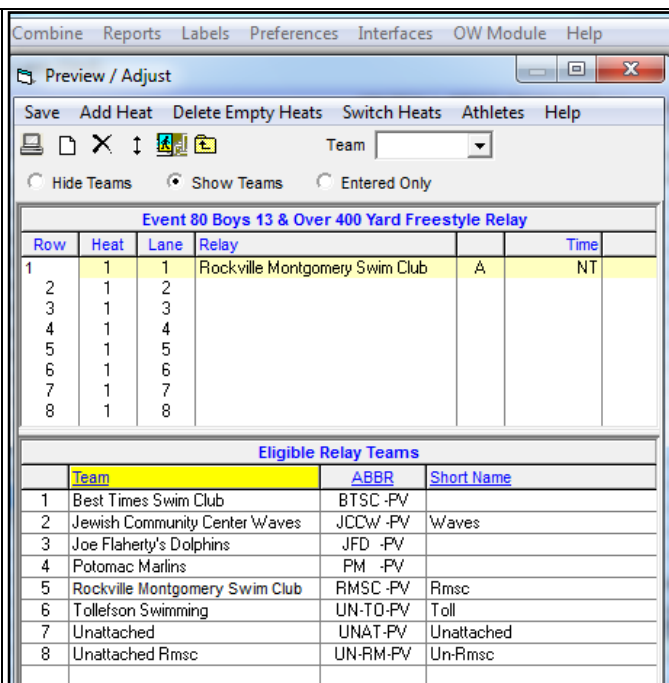 Combine Reports Labels Preferences Interfaces OW Module Help
Preview / Adjust
Save Add Heat Delete Empty Heats Switch Heats Athletes Help
Team
Hide Teams Show Teams Entered Only
Event 80 Boys 13 & Over 400 Yard Freestyle Relay
Row Heat Lane Relay Time
1 1 1 Rockville Montgomery Swim Club A NT
2 1 2
3 1 3
4 1 4
5 1 5
6 1 6
7 1 7
8 1 8
Eligible Relay Teams
Team ABBR Short Name
1 Best Times Swim Club BTSC -PV
2 Jewish Community Center Waves JCCW -PV Waves
3 Joe Flaherty's Dolphins JFD -PV
4 Potomac Marlins PM -PV
5 Rockville Montgomery Swim Club RMSC -PV Rmsc
6 Tollefson Swimming UN-TO-PV Toll
7 Unattached UNAT-PV Unattached
8 Unattached Rmsc UN-RM-PV Un-Rmsc